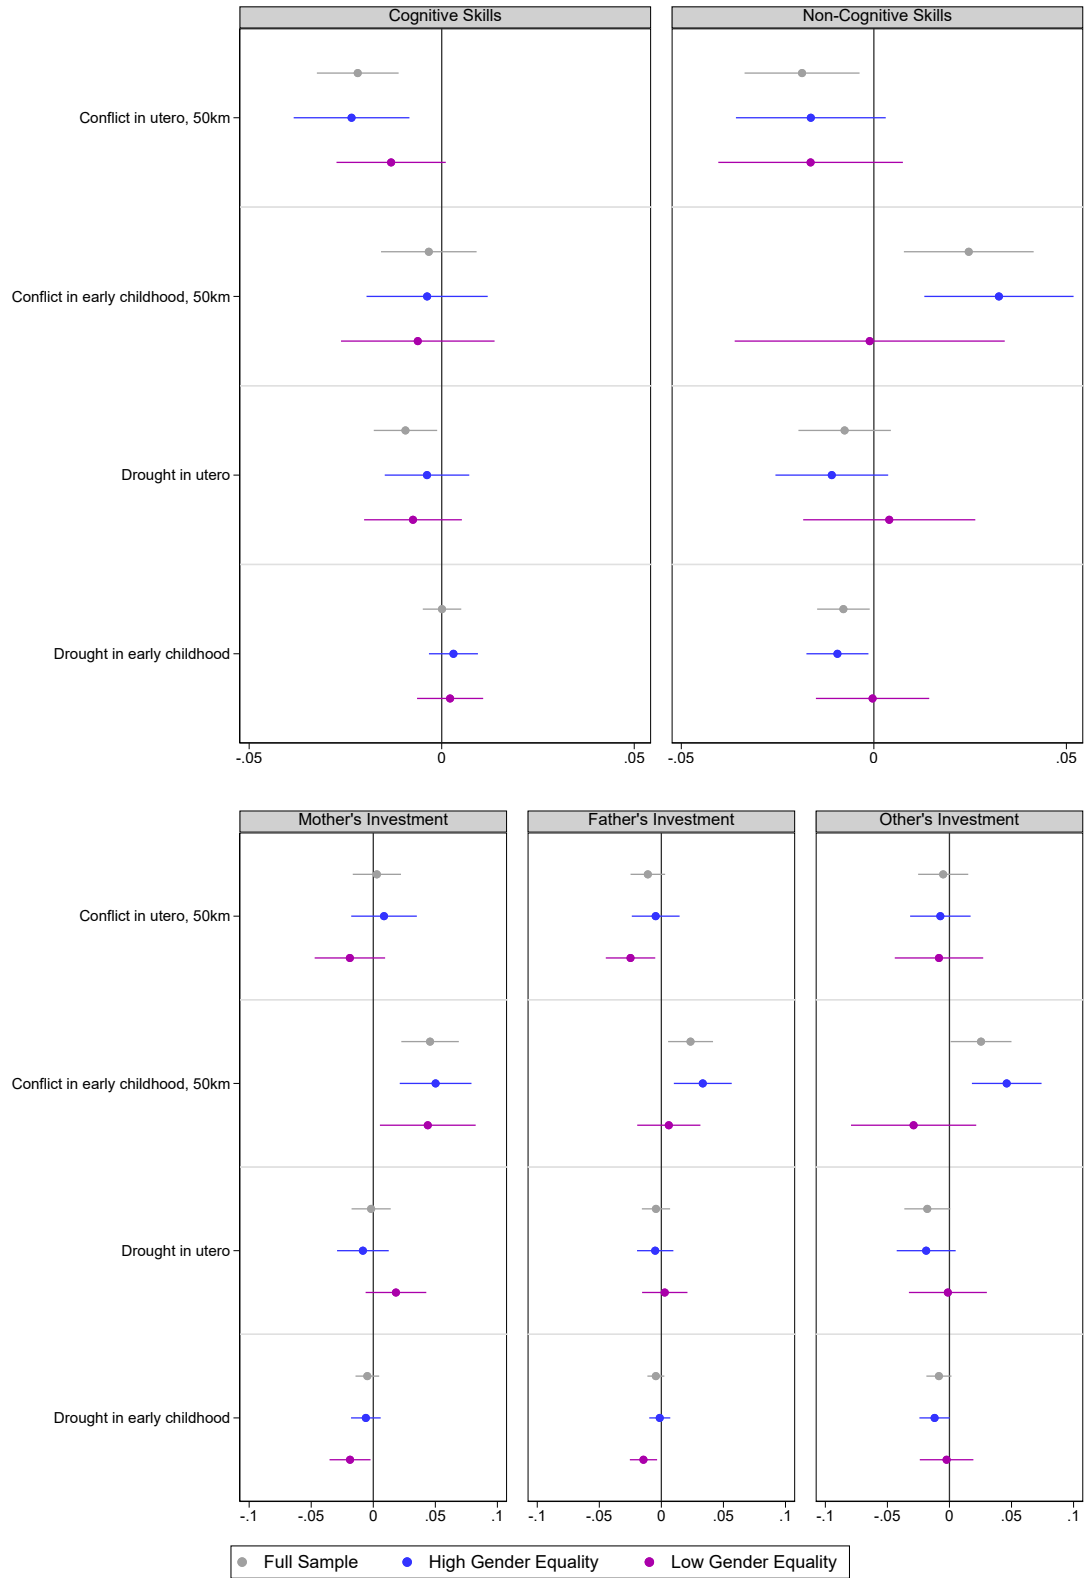 Cognitive Skills
Non-Cognitive Skills
Conflict in utero, 50km
Conflict in early childhood, 50km
Drought in utero
Drought in early childhood
-.05 0 .05
-.05 0 .05
Mother's Investment
Father's Investment
Other's Investment
Conflict in utero, 50km
Conflict in early childhood, 50km
Drought in utero
Drought in early childhood
-.1 -.05 0 .05 .1
-.1 -.05 0 .05 .1
-.1 -.05 0 .05 .1
Full Sample High Gender Equality Low Gender Equality